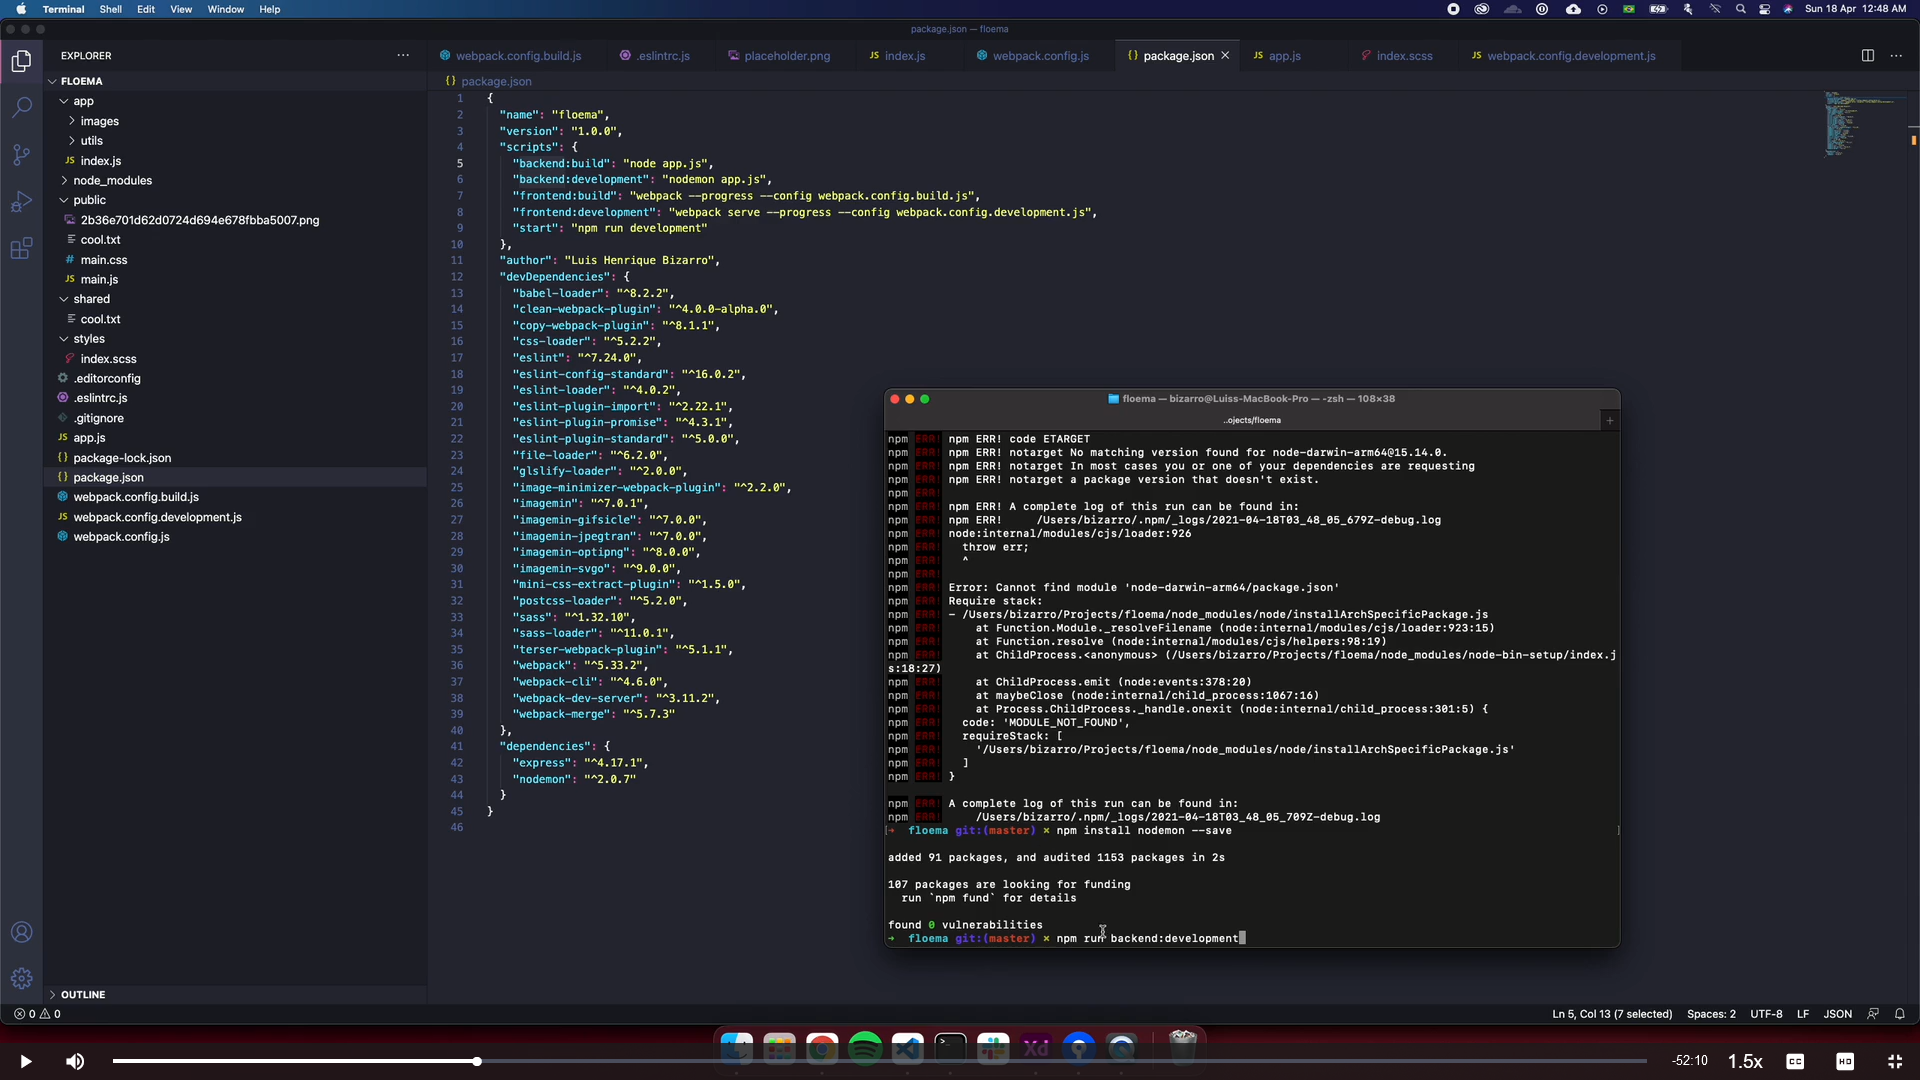 Terminal Shell Edit View Window Help
Sun 18 Apr 12:48 AM
package.json — floema
EXPLORER
webpack.config.build.js
.eslintrc.js
placeholder.png
JS index.js
webpack.config.js
{} package.json
JS app.js
index.scss
JS webpack.config.development.js
FLOEMA
app
images
utils
JS index.js
node_modules
public
2b36e701d62d0724d694e678fbba5007.png
cool.txt
# main.css
JS main.js
shared
cool.txt
styles
index.scss
.editorconfig
.eslintrc.js
.gitignore
JS app.js
{} package-lock.json
{} package.json
webpack.config.build.js
JS webpack.config.development.js
webpack.config.js
OUTLINE
{} package.json
1 {
2 "name": "floema",
3 "version": "1.0.0",
4 "scripts": {
5 "backend:build": "node app.js",
6 "backend:development": "nodemon app.js",
7 "frontend:build": "webpack --progress --config webpack.config.build.js",
8 "frontend:development": "webpack serve --progress --config webpack.config.development.js",
9 "start": "npm run development"
10 },
11 "author": "Luis Henrique Bizarro",
12 "devDependencies": {
13 "babel-loader": "^8.2.2",
14 "clean-webpack-plugin": "^4.0.0-alpha.0",
15 "copy-webpack-plugin": "^8.1.1",
16 "css-loader": "^5.2.2",
17 "eslint": "^7.24.0",
18 "eslint-config-standard": "^16.0.2",
19 "eslint-loader": "^4.0.2",
20 "eslint-plugin-import": "^2.22.1",
21 "eslint-plugin-promise": "^4.3.1",
22 "eslint-plugin-standard": "^5.0.0",
23 "file-loader": "^6.2.0",
24 "glslify-loader": "^2.0.0",
25 "image-minimizer-webpack-plugin": "^2.2.0",
26 "imagemin": "^7.0.1",
27 "imagemin-gifsicle": "^7.0.0",
28 "imagemin-jpegtran": "^7.0.0",
29 "imagemin-optipng": "^8.0.0",
30 "imagemin-svgo": "^9.0.0",
31 "mini-css-extract-plugin": "^1.5.0",
32 "postcss-loader": "^5.2.0",
33 "sass": "^1.32.10",
34 "sass-loader": "^11.0.1",
35 "terser-webpack-plugin": "^5.1.1",
36 "webpack": "^5.33.2",
37 "webpack-cli": "^4.6.0",
38 "webpack-dev-server": "^3.11.2",
39 "webpack-merge": "^5.7.3"
40 },
41 "dependencies": {
42 "express": "^4.17.1",
43 "nodemon": "^2.0.7"
44 }
45 }
46
floema — bizarro@Luiss-MacBook-Pro — -zsh — 108×38
..ojects/floema
npm ERR! npm ERR! code ETARGET
npm ERR! npm ERR! notarget No matching version found for node-darwin-arm64@15.14.0.
npm ERR! npm ERR! notarget In most cases you or one of your dependencies are requesting
npm ERR! npm ERR! notarget a package version that doesn't exist.
npm ERR!
npm ERR! npm ERR! A complete log of this run can be found in:
npm ERR! npm ERR! /Users/bizarro/.npm/_logs/2021-04-18T03_48_05_679Z-debug.log
npm ERR! node:internal/modules/cjs/loader:926
npm ERR! throw err;
npm ERR! ^
npm ERR!
npm ERR! Error: Cannot find module 'node-darwin-arm64/package.json'
npm ERR! Require stack:
npm ERR! - /Users/bizarro/Projects/floema/node_modules/node/installArchSpecificPackage.js
npm ERR! at Function.Module._resolveFilename (node:internal/modules/cjs/loader:923:15)
npm ERR! at Function.resolve (node:internal/modules/cjs/helpers:98:19)
npm ERR! at ChildProcess.<anonymous> (/Users/bizarro/Projects/floema/node_modules/node-bin-setup/index.j
s:18:27)
npm ERR! at ChildProcess.emit (node:events:378:20)
npm ERR! at maybeClose (node:internal/child_process:1067:16)
npm ERR! at Process.ChildProcess._handle.onexit (node:internal/child_process:301:5) {
npm ERR! code: 'MODULE_NOT_FOUND',
npm ERR! requireStack: [
npm ERR! '/Users/bizarro/Projects/floema/node_modules/node/installArchSpecificPackage.js'
npm ERR! ]
npm ERR! }
npm ERR! A complete log of this run can be found in:
npm ERR! /Users/bizarro/.npm/_logs/2021-04-18T03_48_05_709Z-debug.log
[→ floema git:(master) × npm install nodemon --save ]
added 91 packages, and audited 1153 packages in 2s
107 packages are looking for funding
run `npm fund` for details
found 0 vulnerabilities
→ floema git:(master) × npm run backend:development
0 0
Ln 5, Col 13 (7 selected) Spaces: 2 UTF-8 LF JSON
Xd
-52:10 1.5x CC HD